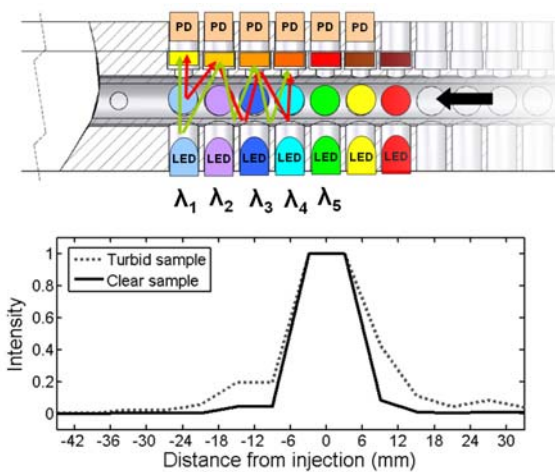 PD PD PD PD PD PD
LED LED LED LED LED LED LED
λ1 λ2 λ3 λ4 λ5
Turbid sample
Clear sample
Intensity
1
0.8
0.6
0.4
0.2
0
-42 -36 -30 -24 -18 -12 -6 0 6 12 18 24 30
Distance from injection (mm)